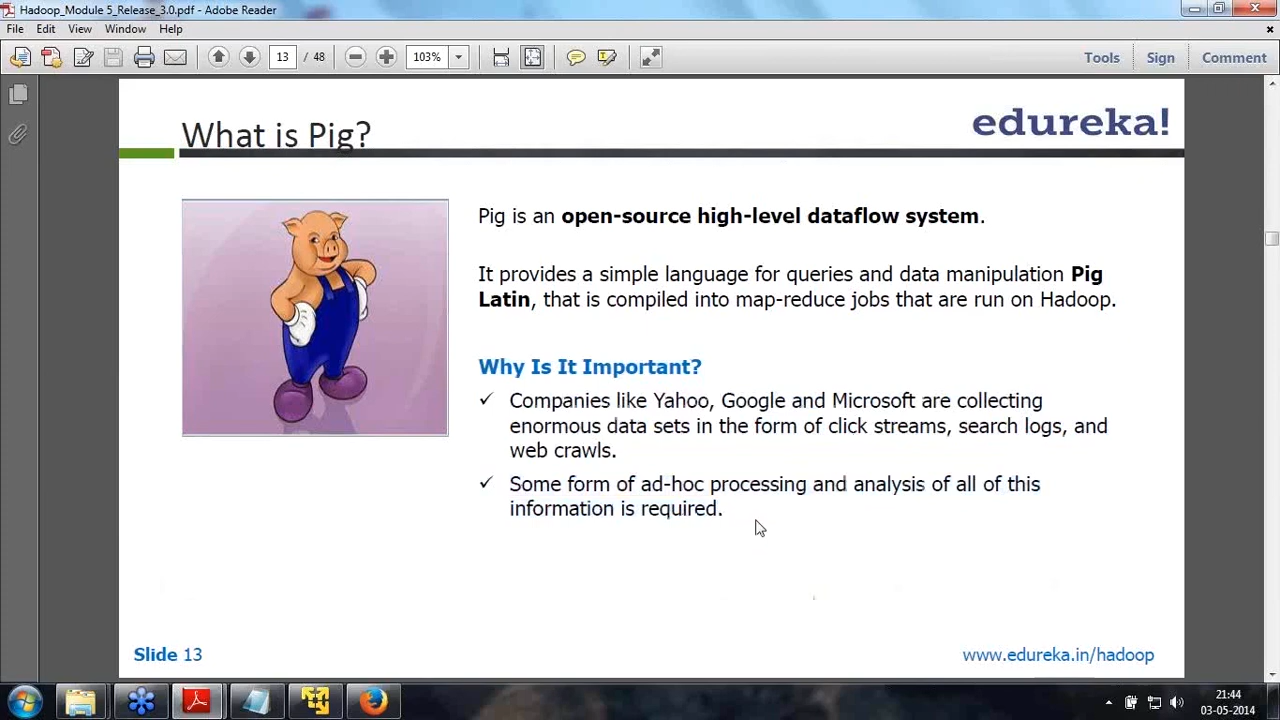 Hadoop_Module 5_Release_3.0.pdf - Adobe Reader
File Edit View Window Help
13 / 48 103% Tools Sign Comment
What is Pig?
edureka!
Pig is an open-source high-level dataflow system.
It provides a simple language for queries and data manipulation Pig
Latin, that is compiled into map-reduce jobs that are run on Hadoop.
Why Is It Important?
✓ Companies like Yahoo, Google and Microsoft are collecting
enormous data sets in the form of click streams, search logs, and
web crawls.
✓ Some form of ad-hoc processing and analysis of all of this
information is required.
Slide 13
www.edureka.in/hadoop
21:44
03-05-2014